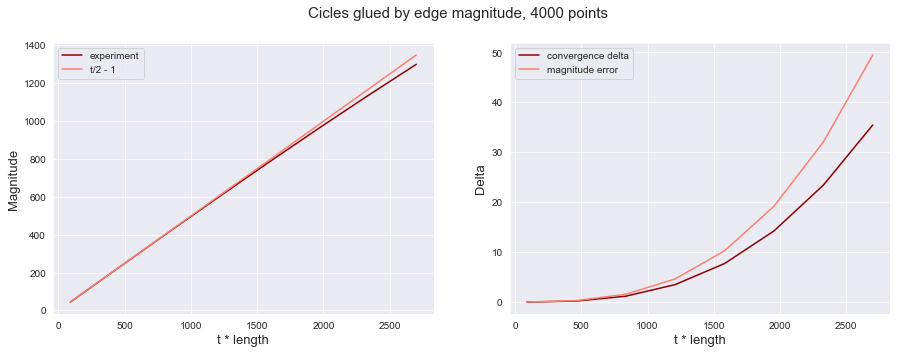 Cicles glued by edge magnitude, 4000 points
experiment
t/2 - 1
Magnitude
1400
1200
1000
800
600
400
200
0
0 500 1000 1500 2000 2500
t * length
convergence delta
magnitude error
Delta
50
40
30
20
10
0
0 500 1000 1500 2000 2500
t * length